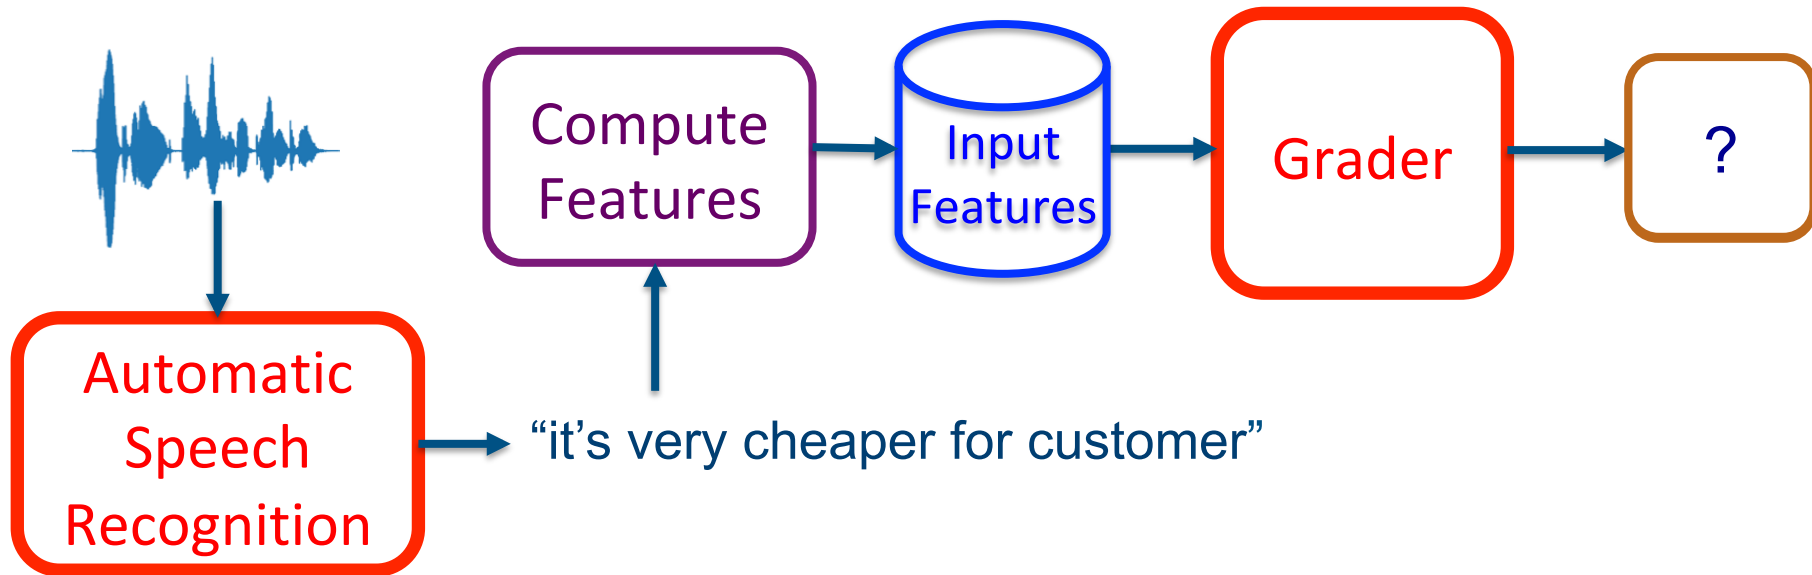 Compute
Features
Input
Features
Grader
?
Automatic
Speech
Recognition
“it’s very cheaper for customer”